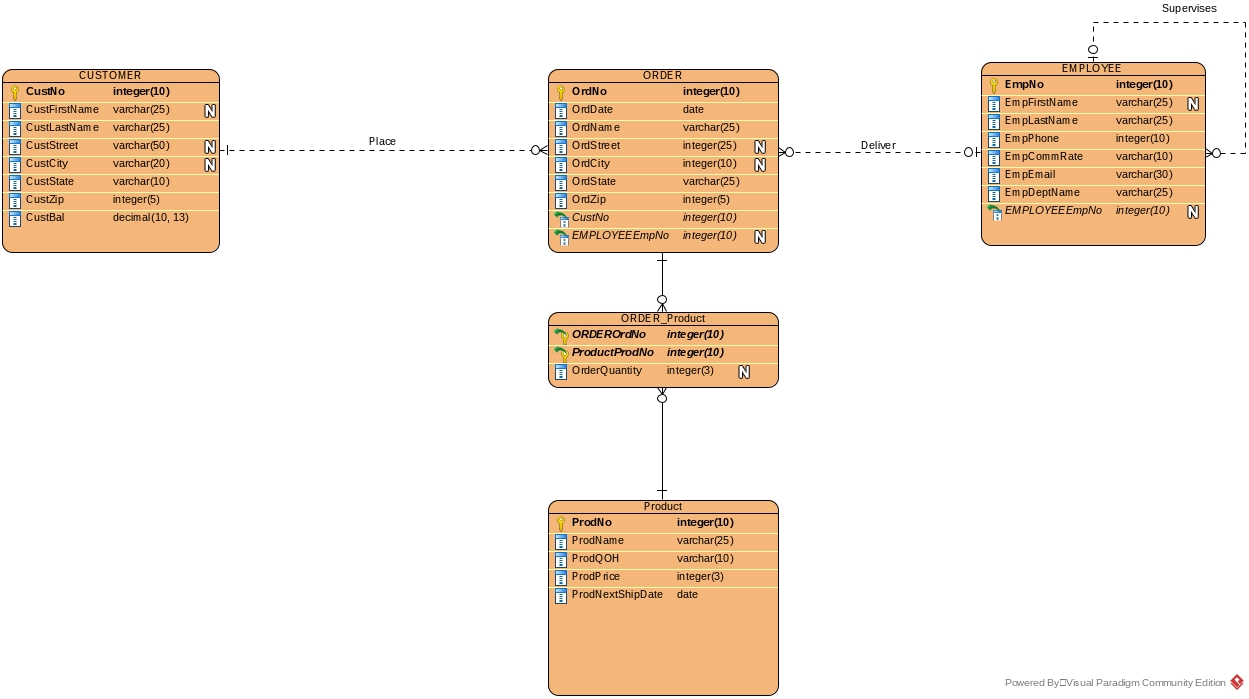 Supervises
CUSTOMER
CustNo integer(10)
CustFirstName varchar(25) N
CustLastName varchar(25)
CustStreet varchar(50) N
CustCity varchar(20) N
CustState varchar(10)
CustZip integer(5)
CustBal decimal(10, 13)
Place
ORDER
OrdNo integer(10)
OrdDate date
OrdName varchar(25)
OrdStreet integer(25) N
OrdCity integer(10) N
OrdState varchar(25)
OrdZip integer(5)
CustNo integer(10)
EMPLOYEEEmpNo integer(10) N
Deliver
EMPLOYEE
EmpNo integer(10)
EmpFirstName varchar(25) N
EmpLastName varchar(25)
EmpPhone integer(10)
EmpCommRate varchar(10)
EmpEmail varchar(30)
EmpDeptName varchar(25)
EMPLOYEEEmpNo integer(10) N
ORDER_Product
ORDEROrdNo integer(10)
ProductProdNo integer(10)
OrderQuantity integer(3) N
Product
ProdNo integer(10)
ProdName varchar(25)
ProdQOH varchar(10)
ProdPrice integer(3)
ProdNextShipDate date
Powered By□Visual Paradigm Community Edition